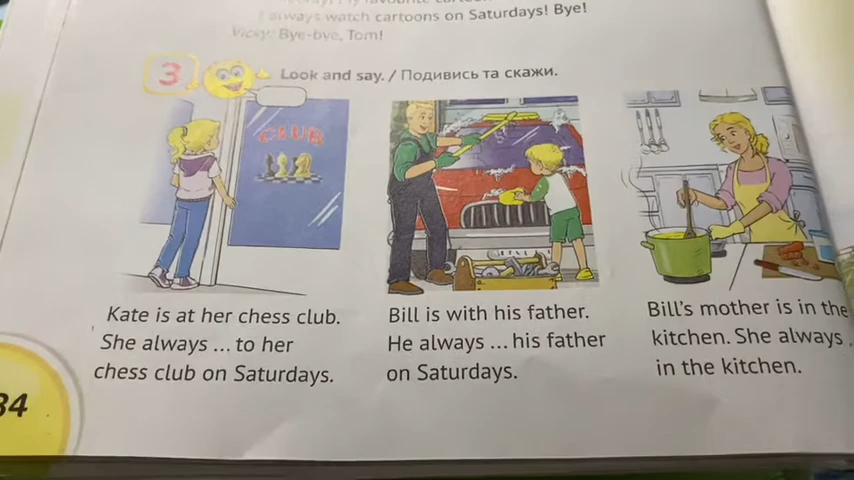 I always watch cartoons on Saturdays! Bye!
Vicky: Bye-bye, Tom!
3
Look and say. / Подивись та скажи.
CLUB
Kate is at her chess club.
She always ... to her
chess club on Saturdays.
Bill is with his father.
He always ... his father
on Saturdays.
Bill's mother is in the
kitchen. She always
in the kitchen.
34